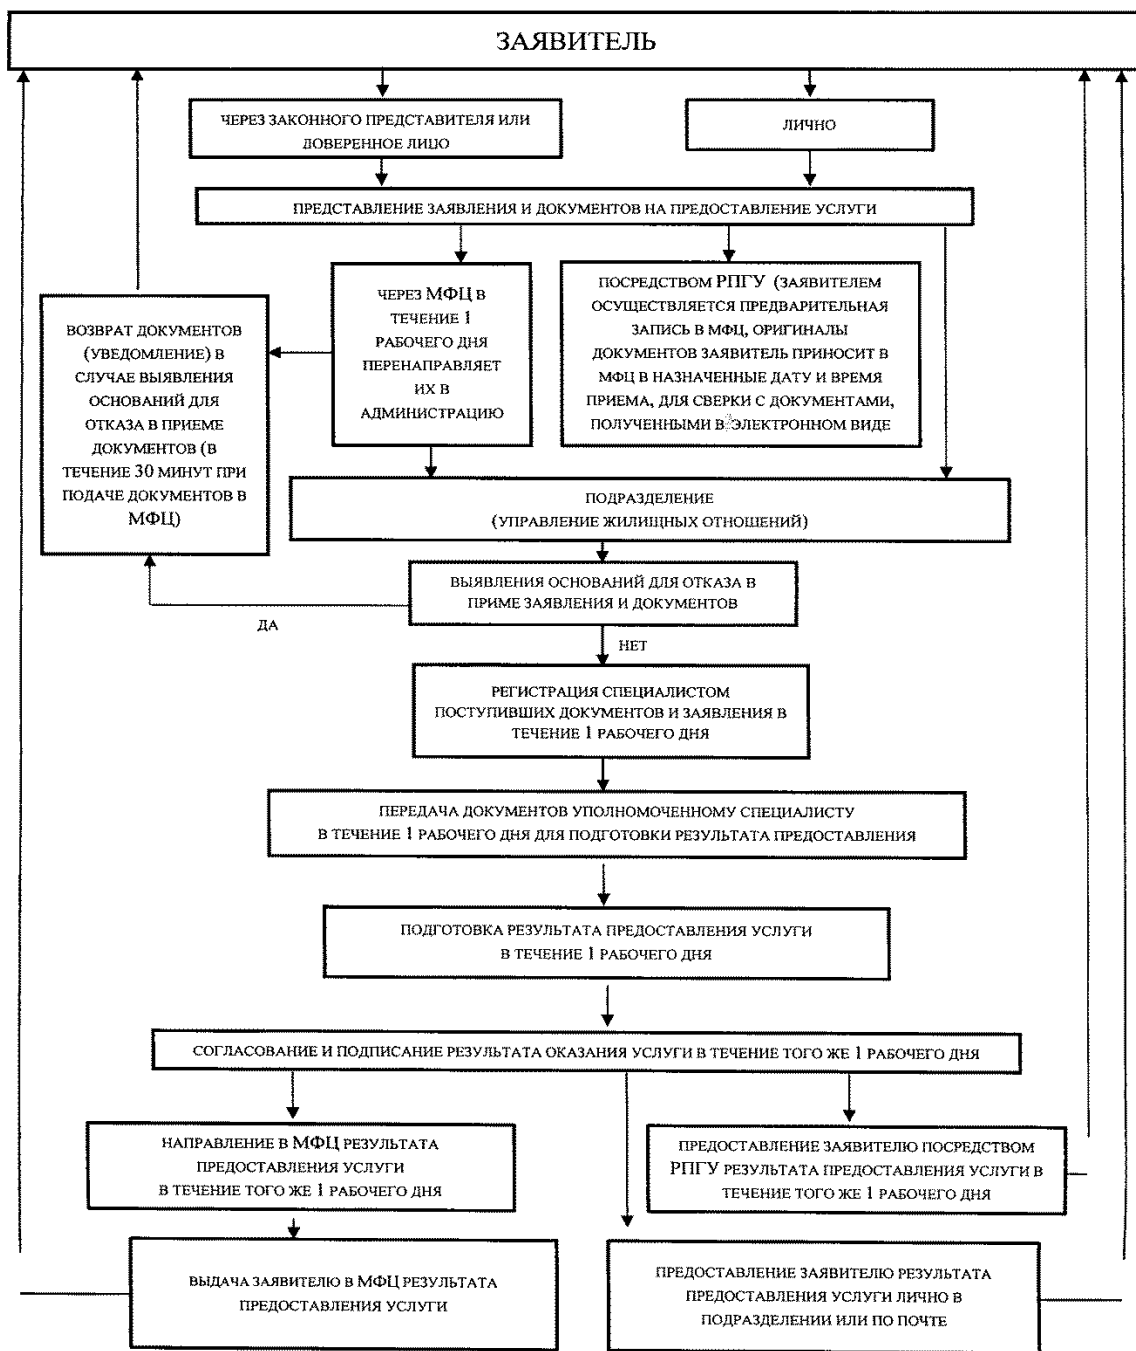 ЗАЯВИТЕЛЬ
ЧЕРЕЗ ЗАКОННОГО ПРЕДСТАВИТЕЛЯ ИЛИ
ДОВЕРЕННОЕ ЛИЦО
ЛИЧНО
ПРЕДСТАВЛЕНИЕ ЗАЯВЛЕНИЯ И ДОКУМЕНТОВ НА ПРЕДОСТАВЛЕНИЕ УСЛУГИ
ВОЗВРАТ ДОКУМЕНТОВ
(УВЕДОМЛЕНИЕ) В
СЛУЧАЕ ВЫЯВЛЕНИЯ
ОСНОВАНИЙ ДЛЯ
ОТКАЗА В ПРИЕМЕ
ДОКУМЕНТОВ (В
ТЕЧЕНИЕ 30 МИНУТ ПРИ
ПОДАЧЕ ДОКУМЕНТОВ В
МФЦ)
ЧЕРЕЗ МФЦ В
ТЕЧЕНИЕ 1
РАБОЧЕГО ДНЯ
ПЕРЕНАПРАВЛЯЕТ
ИХ В
АДМИНИСТРАЦИЮ
ПОСРЕДСТВОМ РПГУ (ЗАЯВИТЕЛЕМ
ОСУЩЕСТВЛЯЕТСЯ ПРЕДВАРИТЕЛЬНАЯ
ЗАПИСЬ В МФЦ, ОРИГИНАЛЫ
ДОКУМЕНТОВ ЗАЯВИТЕЛЬ ПРИНОСИТ В
МФЦ В НАЗНАЧЕННЫЕ ДАТУ И ВРЕМЯ
ПРИЕМА, ДЛЯ СВЕРКИ С ДОКУМЕНТАМИ,
ПОЛУЧЕННЫМИ В ЭЛЕКТРОННОМ ВИДЕ
ПОДРАЗДЕЛЕНИЕ
(УПРАВЛЕНИЕ ЖИЛИЩНЫХ ОТНОШЕНИЙ)
ВЫЯВЛЕНИЯ ОСНОВАНИЙ ДЛЯ ОТКАЗА В
ПРИМЕ ЗАЯВЛЕНИЯ И ДОКУМЕНТОВ
ДА
НЕТ
РЕГИСТРАЦИЯ СПЕЦИАЛИСТОМ
ПОСТУПИВШИХ ДОКУМЕНТОВ И ЗАЯВЛЕНИЯ В
ТЕЧЕНИЕ 1 РАБОЧЕГО ДНЯ
ПЕРЕДАЧА ДОКУМЕНТОВ УПОЛНОМОЧЕННОМУ СПЕЦИАЛИСТУ
В ТЕЧЕНИЕ 1 РАБОЧЕГО ДНЯ ДЛЯ ПОДГОТОВКИ РЕЗУЛЬТАТА ПРЕДОСТАВЛЕНИЯ
ПОДГОТОВКА РЕЗУЛЬТАТА ПРЕДОСТАВЛЕНИЯ УСЛУГИ
В ТЕЧЕНИЕ 1 РАБОЧЕГО ДНЯ
СОГЛАСОВАНИЕ И ПОДПИСАНИЕ РЕЗУЛЬТАТА ОКАЗАНИЯ УСЛУГИ В ТЕЧЕНИЕ ТОГО ЖЕ 1 РАБОЧЕГО ДНЯ
НАПРАВЛЕНИЕ В МФЦ РЕЗУЛЬТАТА
ПРЕДОСТАВЛЕНИЯ УСЛУГИ
В ТЕЧЕНИЕ ТОГО ЖЕ 1 РАБОЧЕГО ДНЯ
ПРЕДОСТАВЛЕНИЕ ЗАЯВИТЕЛЮ ПОСРЕДСТВОМ
РПГУ РЕЗУЛЬТАТА ПРЕДОСТАВЛЕНИЯ УСЛУГИ В
ТЕЧЕНИЕ ТОГО ЖЕ 1 РАБОЧЕГО ДНЯ
ВЫДАЧА ЗАЯВИТЕЛЮ В МФЦ РЕЗУЛЬТАТА
ПРЕДОСТАВЛЕНИЯ УСЛУГИ
ПРЕДОСТАВЛЕНИЕ ЗАЯВИТЕЛЮ РЕЗУЛЬТАТА
ПРЕДОСТАВЛЕНИЯ УСЛУГИ ЛИЧНО В
ПОДРАЗДЕЛЕНИИ ИЛИ ПО ПОЧТЕ